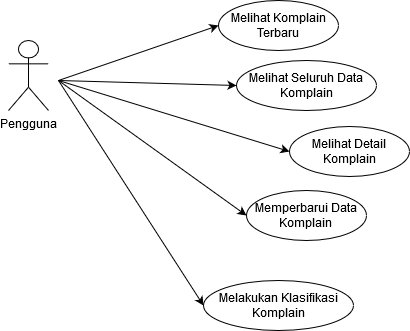 Melihat Komplain
Terbaru
Melihat Seluruh Data
Komplain
Pengguna
Melihat Detail
Komplain
Memperbarui Data
Komplain
Melakukan Klasifikasi
Komplain